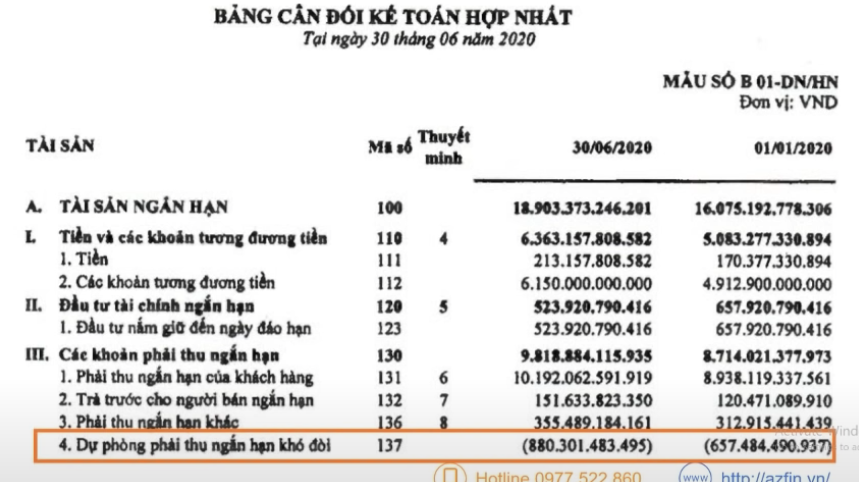 BẢNG CÂN ĐỐI KẾ TOÁN HỢP NHẤT
Tại ngày 30 tháng 06 năm 2020
MẪU SỐ B 01-DN/HN
Đơn vị: VND
TÀI SẢN Mã số Thuyết minh 30/06/2020 01/01/2020
A. TÀI SẢN NGẮN HẠN 100 18.903.373.246.201 16.075.192.778.306
I. Tiền và các khoản tương đương tiền 110 4 6.363.157.808.582 5.083.277.330.894
1. Tiền 111 213.157.808.582 170.377.330.894
2. Các khoản tương đương tiền 112 6.150.000.000.000 4.912.900.000.000
II. Đầu tư tài chính ngắn hạn 120 5 523.920.790.416 657.920.790.416
1. Đầu tư nắm giữ đến ngày đáo hạn 123 523.920.790.416 657.920.790.416
III. Các khoản phải thu ngắn hạn 130 9.818.884.115.935 8.714.021.377.973
1. Phải thu ngắn hạn của khách hàng 131 6 10.192.062.591.919 8.938.119.337.561
2. Trả trước cho người bán ngắn hạn 132 7 151.633.823.350 120.471.089.910
3. Phải thu ngắn hạn khác 136 8 355.489.184.161 312.915.441.439
4. Dự phòng phải thu ngắn hạn khó đòi 137 (880.301.483.495) (657.484.490.937)
Hotline 0977.522.860 www http://azfin.vn/